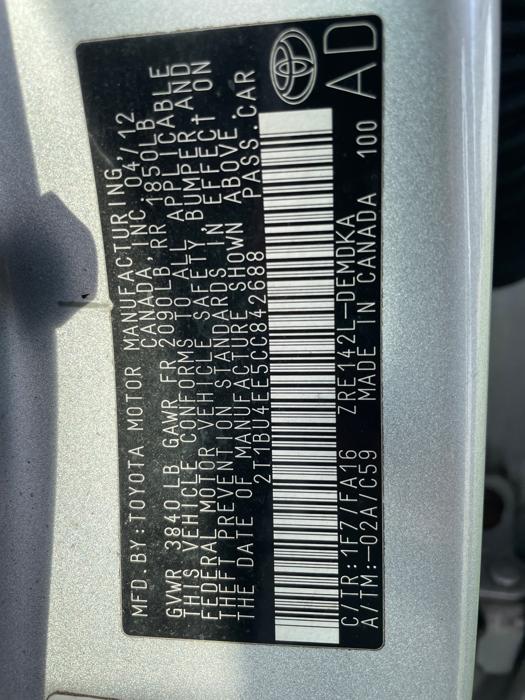 MFD. BY: TOYOTA MOTOR MANUFACTURING,
CANADA, INC 04/12
GVWR 3840 LB GAWR FR 2090 LB, RR 1850LB
THIS VEHICLE CONFORMS TO ALL APPLICABLE
FEDERAL MOTOR VEHICLE SAFETY, BUMPER, AND
THEFT PREVENTION STANDARDS IN EFFECT ON
THE DATE OF MANUFACTURE SHOWN ABOVE.
2T1BU4EE5CC842688 PASS. CAR
C/TR: 1F7/FA16 ZRE142L-DEMDKA
A/TM:-02A/C59 MADE IN CANADA 100
AD